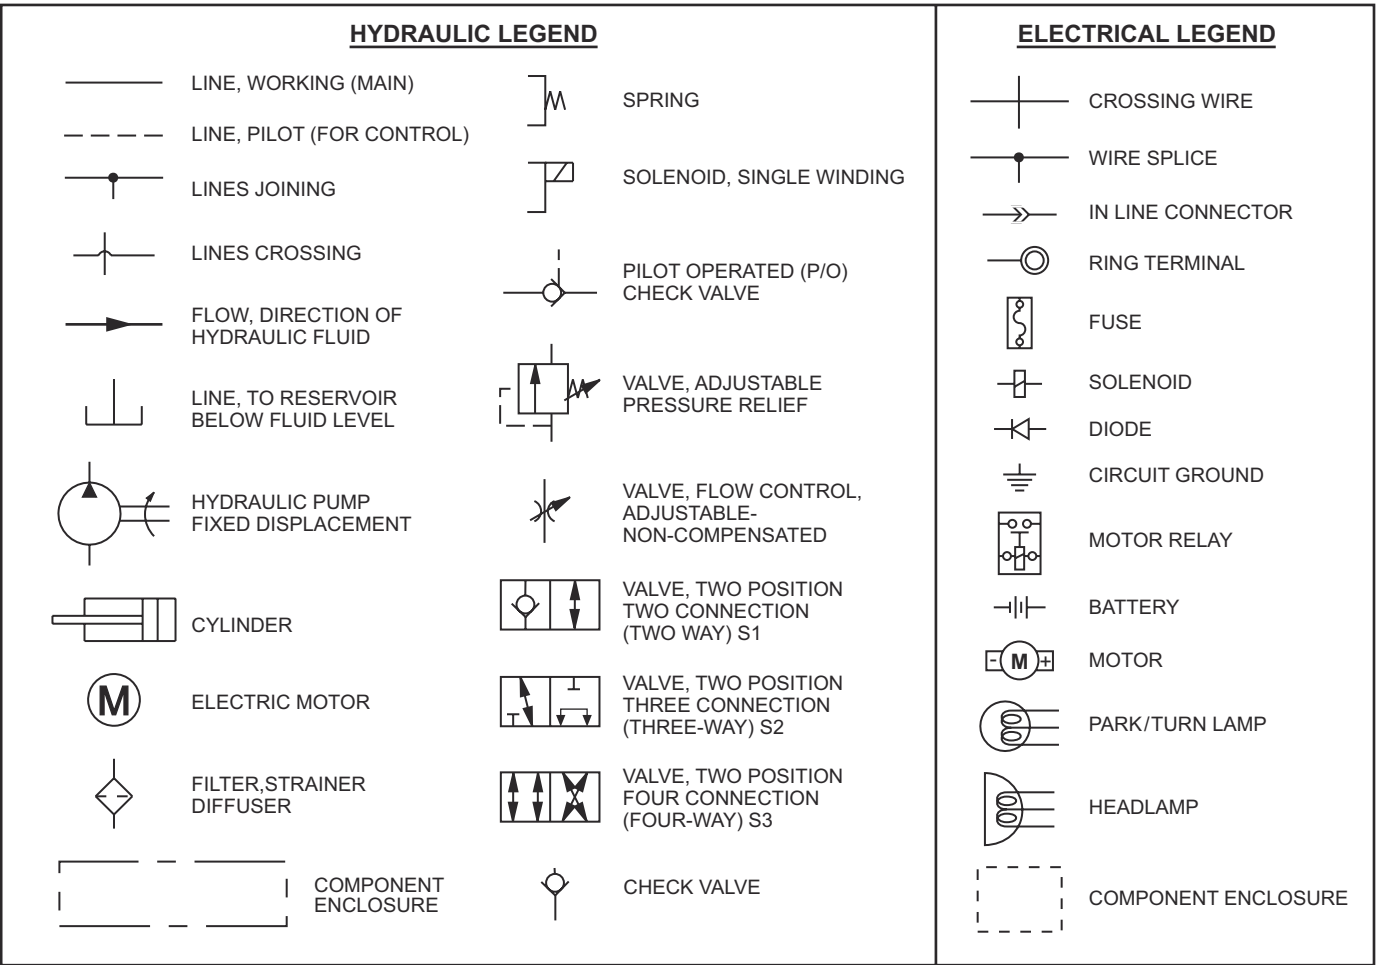 HYDRAULIC LEGEND
LINE, WORKING (MAIN)
LINE, PILOT (FOR CONTROL)
LINES JOINING
LINES CROSSING
FLOW, DIRECTION OF
HYDRAULIC FLUID
LINE, TO RESERVOIR
BELOW FLUID LEVEL
HYDRAULIC PUMP
FIXED DISPLACEMENT
CYLINDER
M
ELECTRIC MOTOR
FILTER,STRAINER
DIFFUSER
COMPONENT
ENCLOSURE
SPRING
SOLENOID, SINGLE WINDING
PILOT OPERATED (P/O)
CHECK VALVE
VALVE, ADJUSTABLE
PRESSURE RELIEF
VALVE, FLOW CONTROL,
ADJUSTABLE-
NON-COMPENSATED
VALVE, TWO POSITION
TWO CONNECTION
(TWO WAY) S1
VALVE, TWO POSITION
THREE CONNECTION
(THREE-WAY) S2
VALVE, TWO POSITION
FOUR CONNECTION
(FOUR-WAY) S3
CHECK VALVE
ELECTRICAL LEGEND
CROSSING WIRE
WIRE SPLICE
IN LINE CONNECTOR
RING TERMINAL
FUSE
SOLENOID
DIODE
CIRCUIT GROUND
MOTOR RELAY
BATTERY
- M +
MOTOR
PARK/TURN LAMP
HEADLAMP
COMPONENT ENCLOSURE